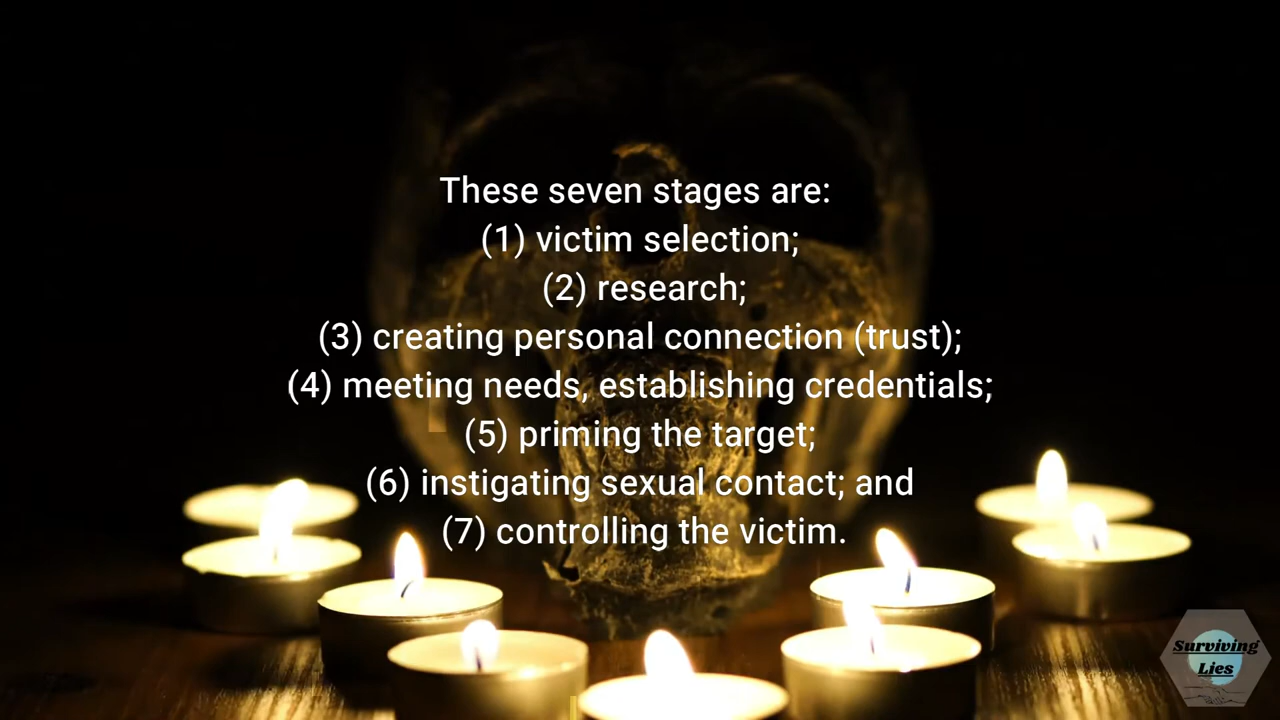 These seven stages are:
(1) victim selection;
(2) research;
(3) creating personal connection (trust);
(4) meeting needs, establishing credentials;
(5) priming the target;
(6) instigating sexual contact; and
(7) controlling the victim.
Surviving
Lies